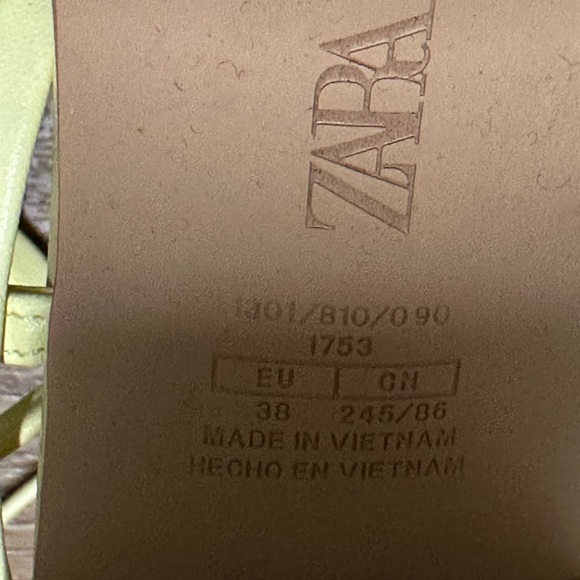 ZARA
1301/810/090
1753
EU CN
38 245/86
MADE IN VIETNAM
HECHO EN VIETNAM